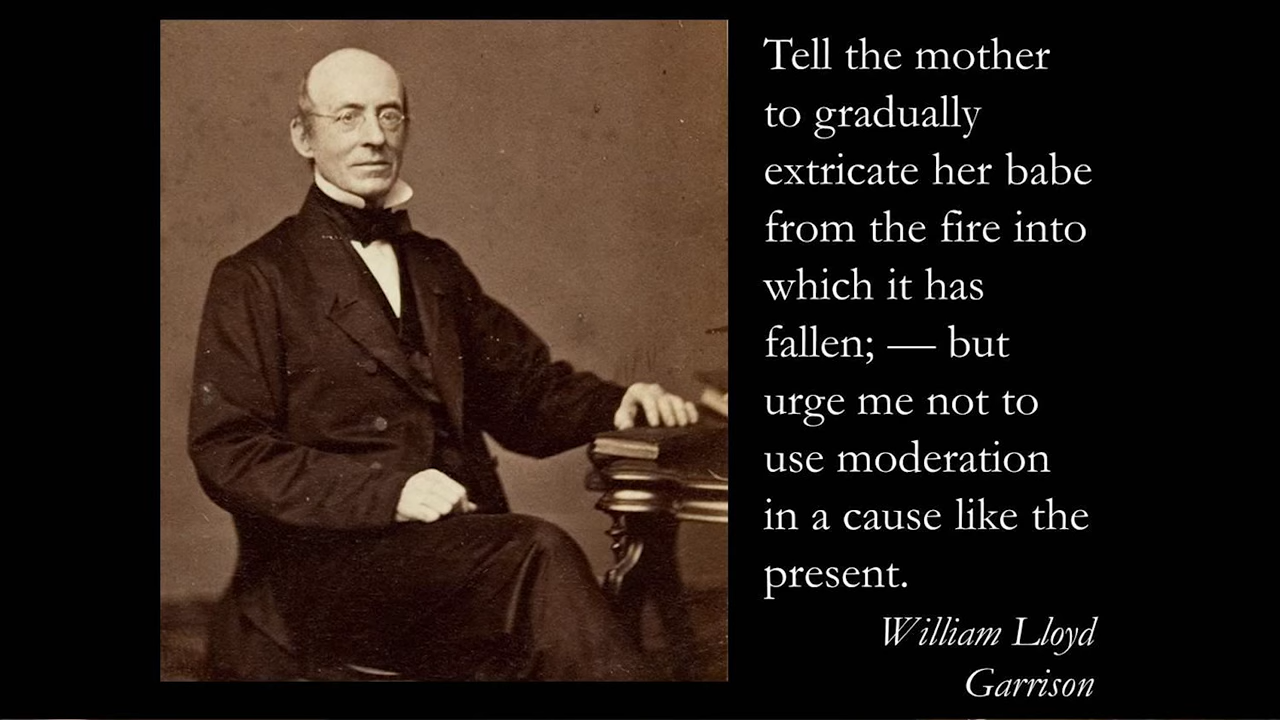 Tell the mother
to gradually
extricate her babe
from the fire into
which it has
fallen; — but
urge me not to
use moderation
in a cause like the
present.
William Lloyd
Garrison